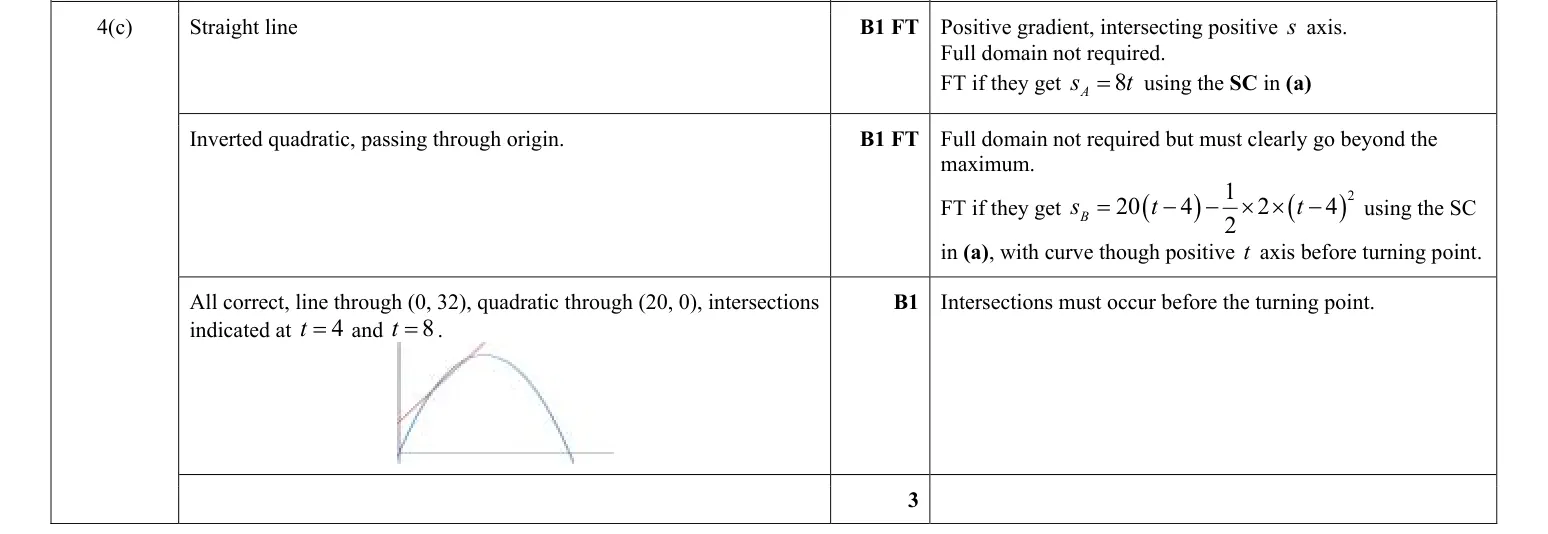 4(c)
Straight line
B1 FT
Positive gradient, intersecting positive s axis.
Full domain not required.
FT if they get s_A = 8t using the SC in (a)
Inverted quadratic, passing through origin.
B1 FT
Full domain not required but must clearly go beyond the
maximum.
FT if they get s_B = 20(t − 4) − 1/2 × 2 × (t − 4)² using the SC
in (a), with curve though positive t axis before turning point.
All correct, line through (0, 32), quadratic through (20, 0), intersections
indicated at t = 4 and t = 8.
B1
Intersections must occur before the turning point.
3